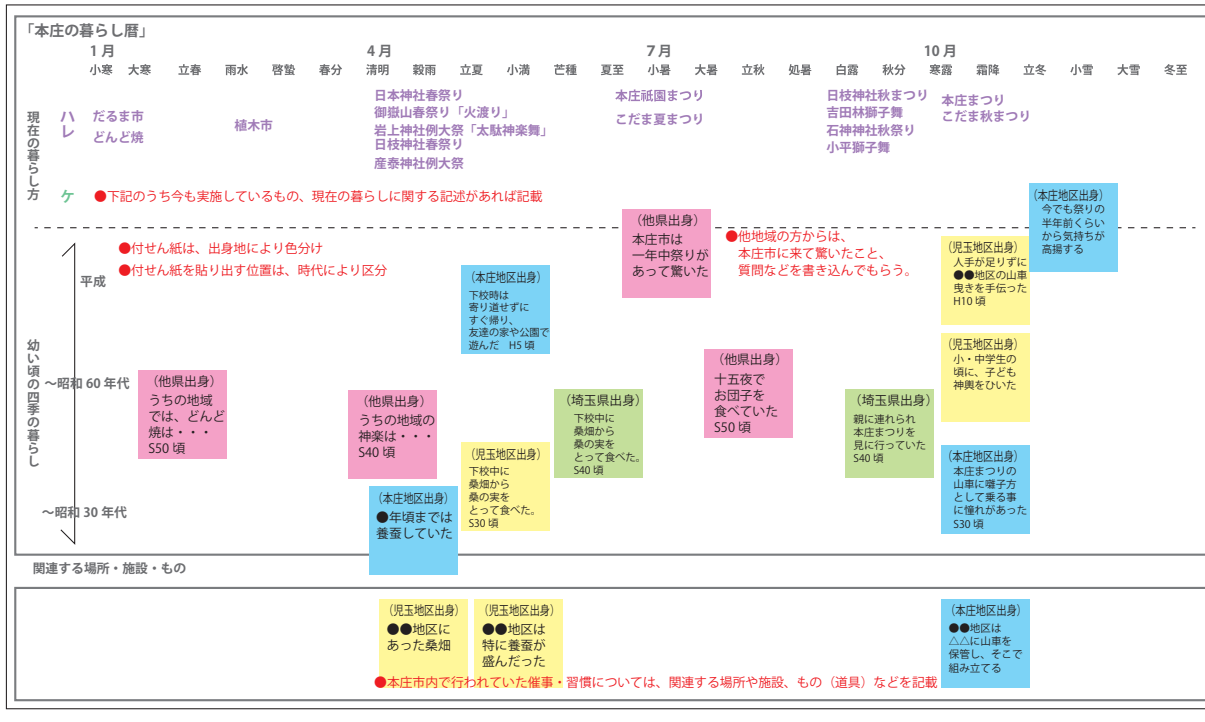 「本庄の暮らし暦」
1月 4月 7月 10月
小寒 大寒 立春 雨水 啓蟄 春分 清明 穀雨 立夏 小満 芒種 夏至 小暑 大暑 立秋 処暑 白露 秋分 寒露 霜降 立冬 小雪 大雪 冬至
現在の暮らし方
ハレ
だるま市
どんど焼
植木市
日本神社春祭り
御嶽山春祭り「火渡り」
岩上神社例大祭「太駄神楽舞」
日枝神社春祭り
産泰神社例大祭
本庄祇園まつり
こだま夏まつり
日枝神社秋まつり
吉田林獅子舞
石神神社秋祭り
小平獅子舞
本庄まつり
こだま秋まつり
ケ
●下記のうち今も実施しているもの、現在の暮らしに関する記述があれば記載
(本庄地区出身)
今でも祭りの
半年前くらい
から気持ちが
高揚する
幼い頃の四季の暮らし
平成
～昭和60年代
～昭和30年代
●付せん紙は、出身地により色分け
●付せん紙を貼り出す位置は、時代により区分
(他県出身)
本庄市は
一年中祭りが
あって驚いた
●他地域の方からは、
本庄市に来て驚いたこと、
質問などを書き込んでもらう。
(児玉地区出身)
人手が足りずに
●●地区の山車
曳きを手伝った
H10頃
(本庄地区出身)
下校時は
寄り道せずに
すぐ帰り、
友達の家や公園で
遊んだ H5頃
(児玉地区出身)
小・中学生の
頃に、子ども
神輿をひいた
(他県出身)
うちの地域
では、どんど
焼は・・・
S50頃
(他県出身)
うちの地域の
神楽は・・・
S40頃
(埼玉県出身)
下校中に
桑畑から
桑の実を
とって食べた。
S40頃
(他県出身)
十五夜で
お団子を
食べていた
S50頃
(埼玉県出身)
親に連れられ
本庄まつりを
見に行っていた
S40頃
(児玉地区出身)
下校中に
桑畑から
桑の実を
とって食べた。
S30頃
(本庄地区出身)
本庄まつりの
山車に囃子方
として乗る事
に憧れがあった
S30頃
(本庄地区出身)
●年頃までは
養蚕していた
関連する場所・施設・もの
(児玉地区出身)
●●地区に
あった桑畑
(児玉地区出身)
●●地区は
特に養蚕が
盛んだった
(本庄地区出身)
●●地区は
△△に山車を
保管し、そこで
組み立てる
●本庄市内で行われていた催事・習慣については、関連する場所や施設、もの（道具）などを記載